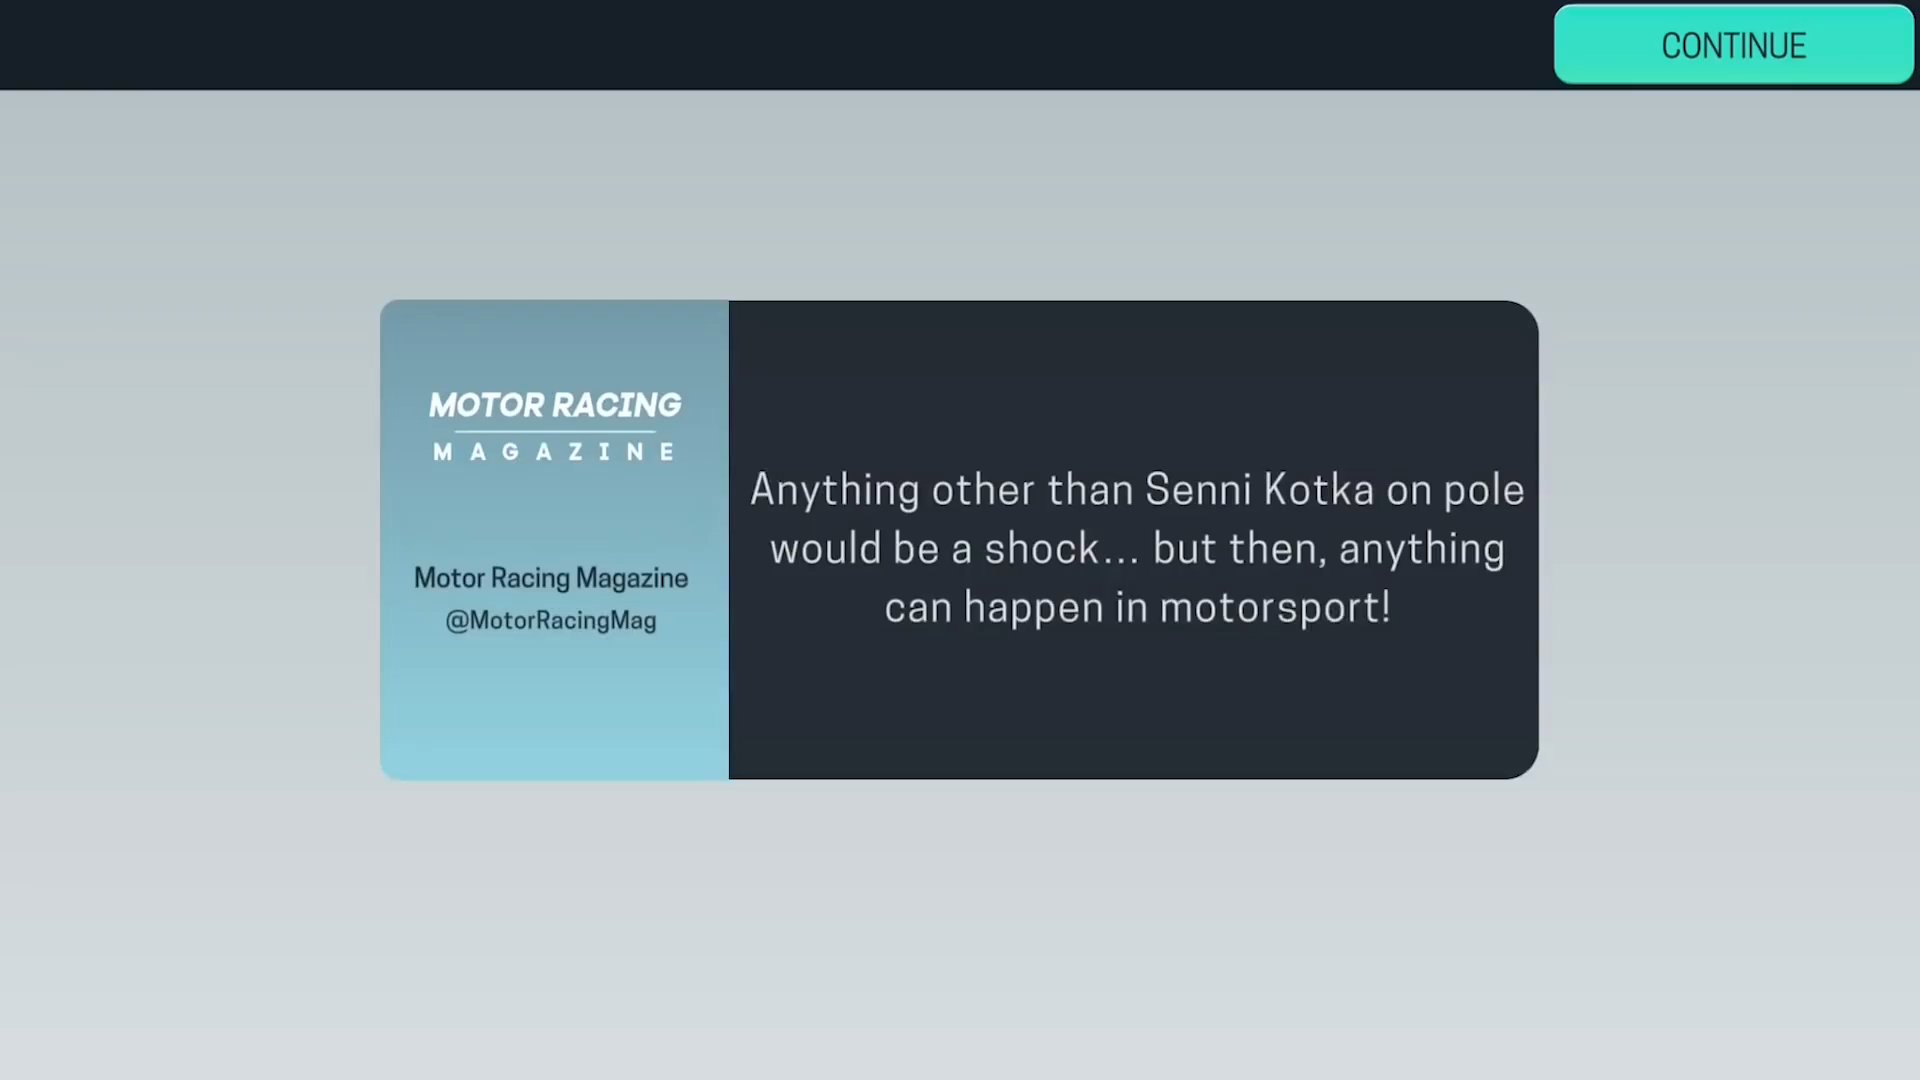 CONTINUE
MOTOR RACING
MAGAZINE
Motor Racing Magazine
@MotorRacingMag
Anything other than Senni Kotka on pole
would be a shock... but then, anything
can happen in motorsport!